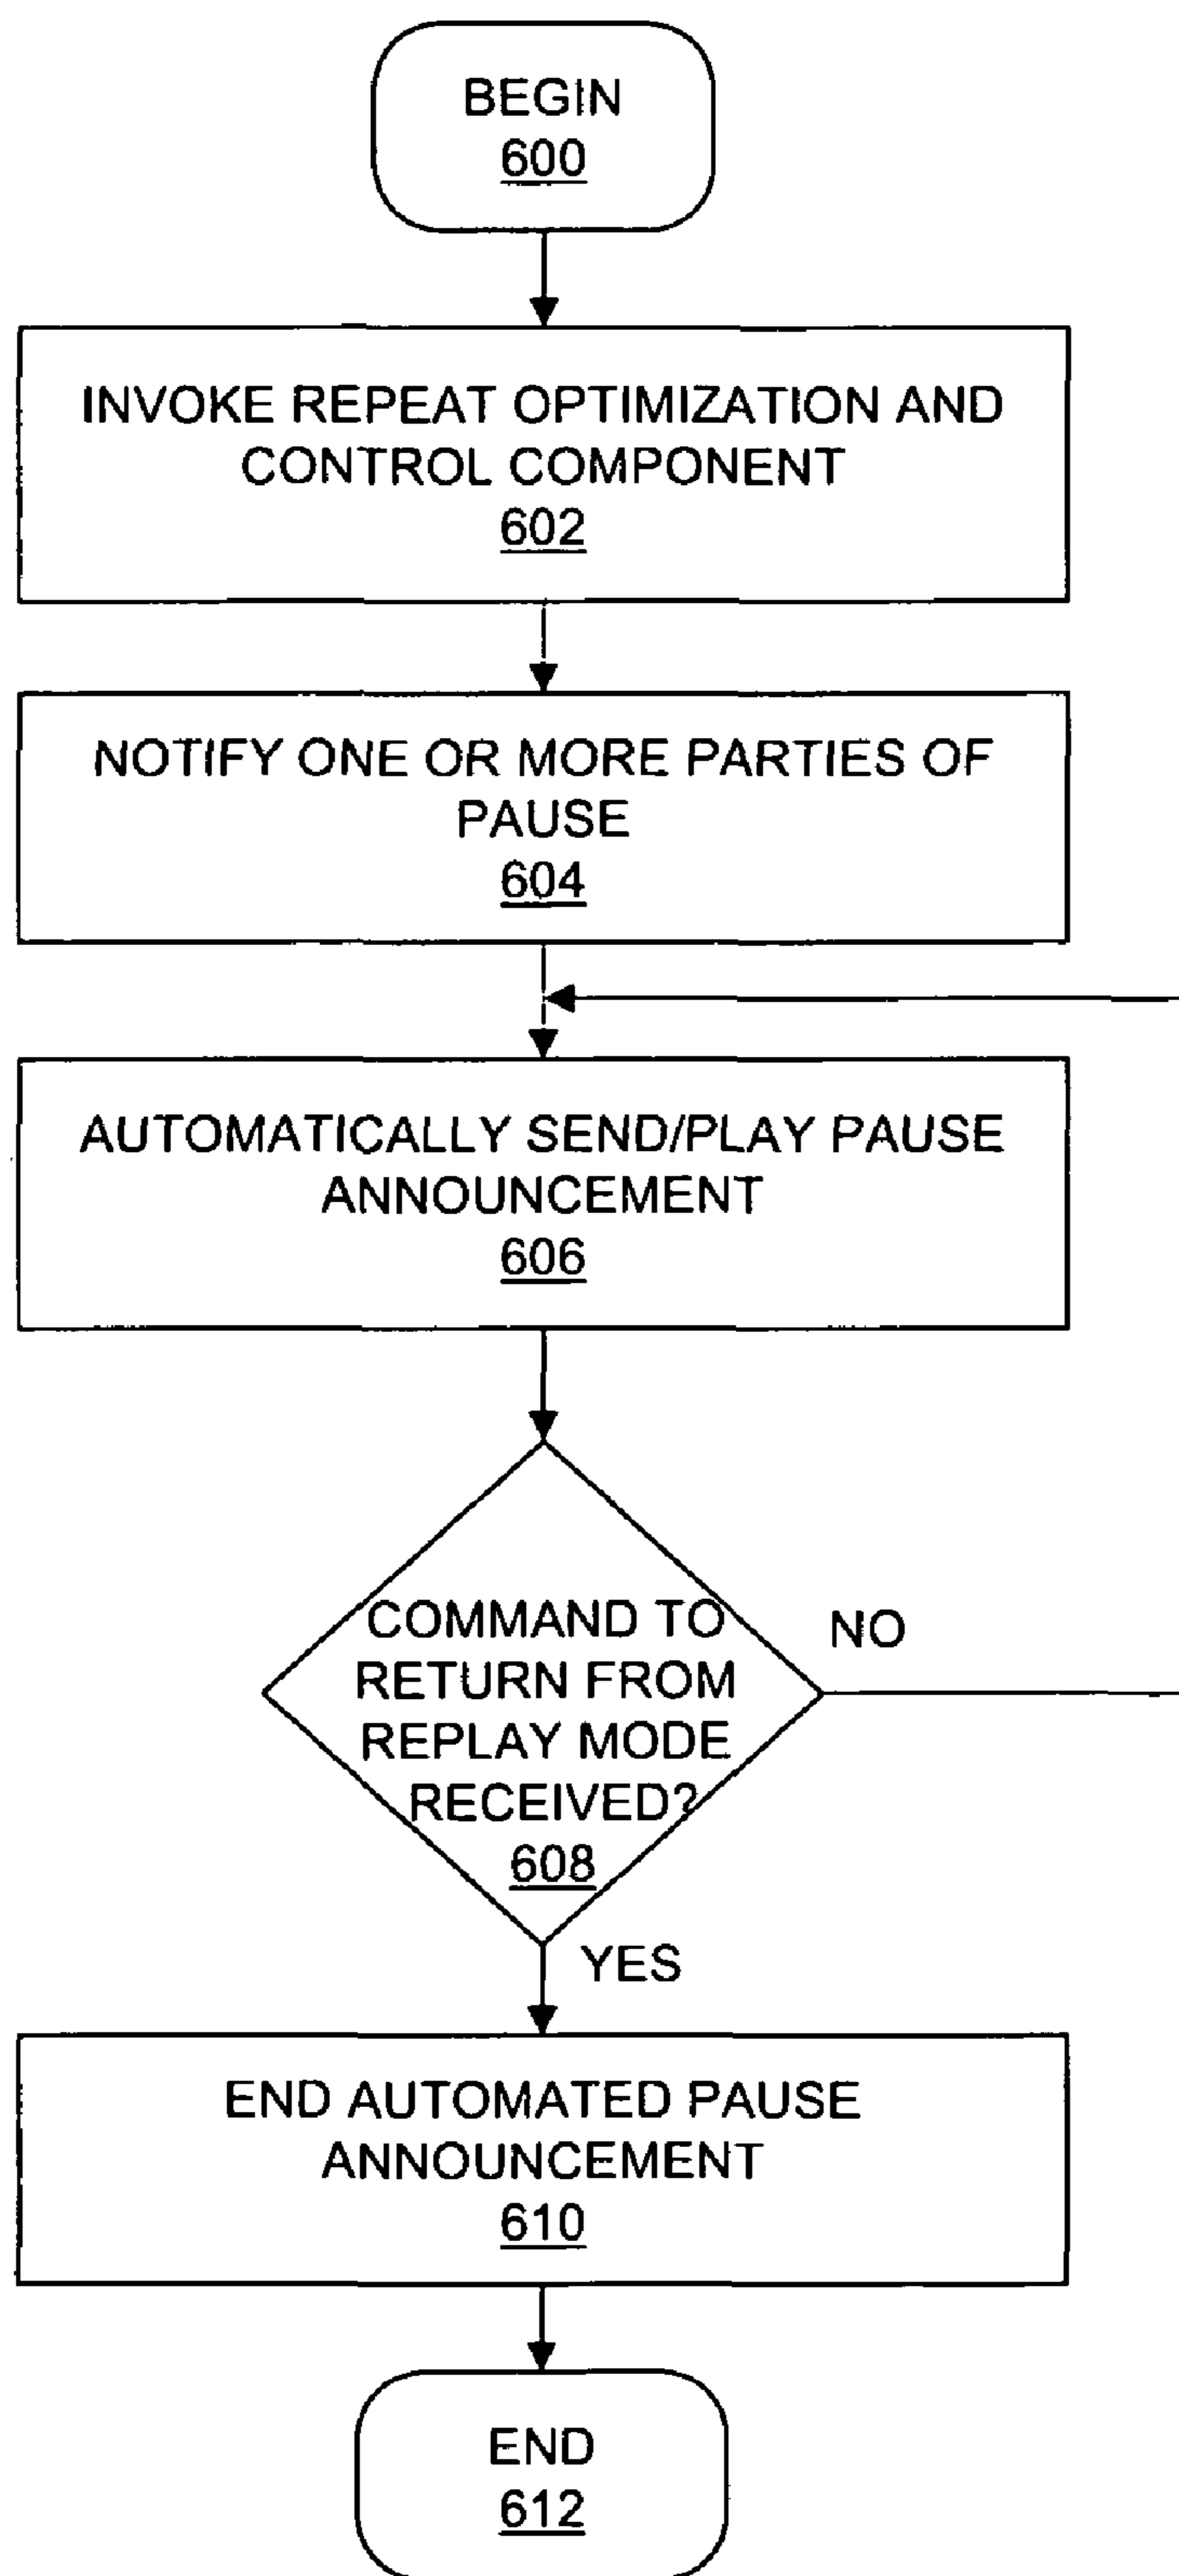 BEGIN
600
INVOKE REPEAT OPTIMIZATION AND
CONTROL COMPONENT
602
NOTIFY ONE OR MORE PARTIES OF
PAUSE
604
AUTOMATICALLY SEND/PLAY PAUSE
ANNOUNCEMENT
606
COMMAND TO
RETURN FROM
REPLAY MODE
RECEIVED?
608
NO
YES
END AUTOMATED PAUSE
ANNOUNCEMENT
610
END
612